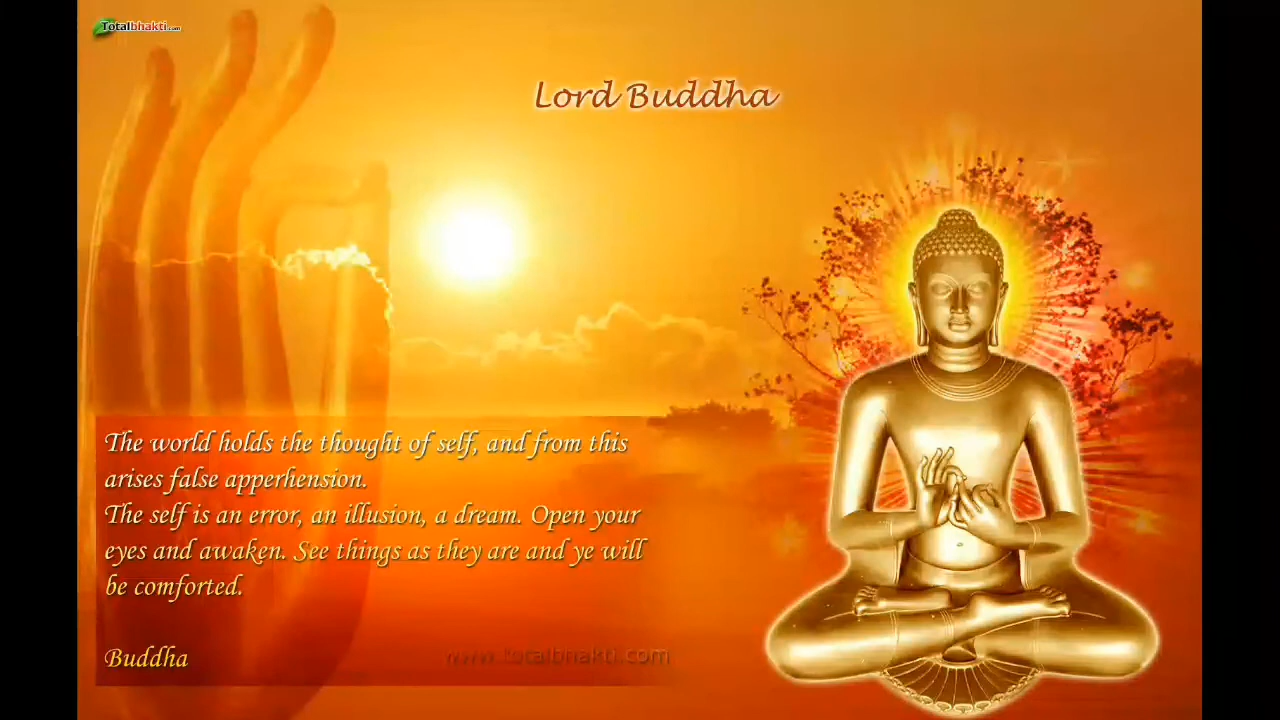 Totalbhakti.com
Lord Buddha
The world holds the thought of self, and from this
arises false apperhension.
The self is an error, an illusion, a dream. Open your
eyes and awaken. See things as they are and ye will
be comforted.
Buddha
www.totalbhakti.com